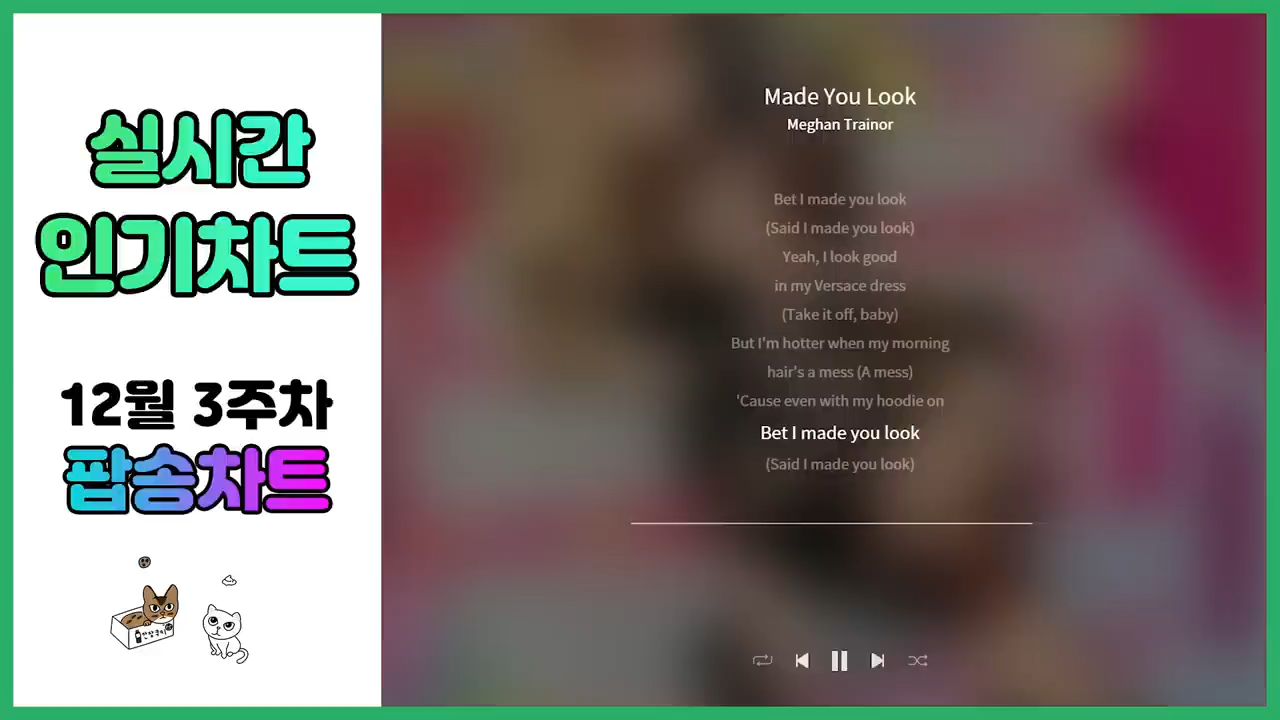 실시간
인기차트
12월 3주차
팝송차트
Made You Look
Meghan Trainor
Bet I made you look
(Said I made you look)
Yeah, I look good
in my Versace dress
(Take it off, baby)
But I'm hotter when my morning
hair's a mess (A mess)
'Cause even with my hoodie on
Bet I made you look
(Said I made you look)